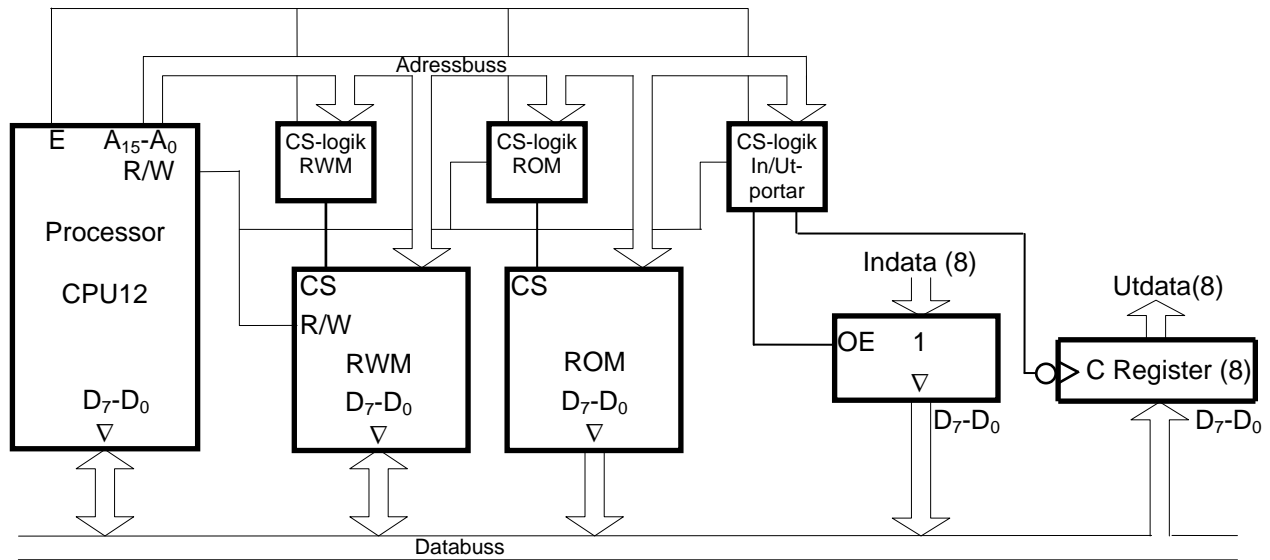 Adressbuss
E A₁₅-A₀
R/W
Processor
CPU12
D₇-D₀
∇
CS-logik
RWM
CS-logik
ROM
CS-logik
In/Ut-
portar
CS
R/W
RWM
D₇-D₀
∇
CS
ROM
D₇-D₀
∇
Indata (8)
OE 1
∇
D₇-D₀
Utdata(8)
C Register (8)
D₇-D₀
Databuss